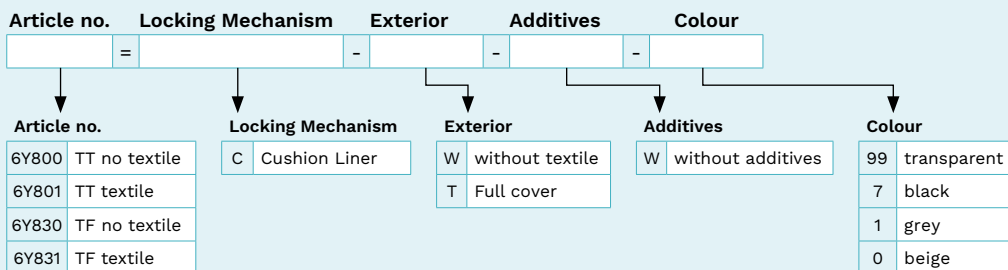 Article no. Locking Mechanism Exterior Additives Colour
= - - -
Article no. Locking Mechanism Exterior Additives Colour
6Y800 TT no textile C Cushion Liner W without textile W without additives 99 transparent
6Y801 TT textile T Full cover 7 black
6Y830 TF no textile 1 grey
6Y831 TF textile 0 beige